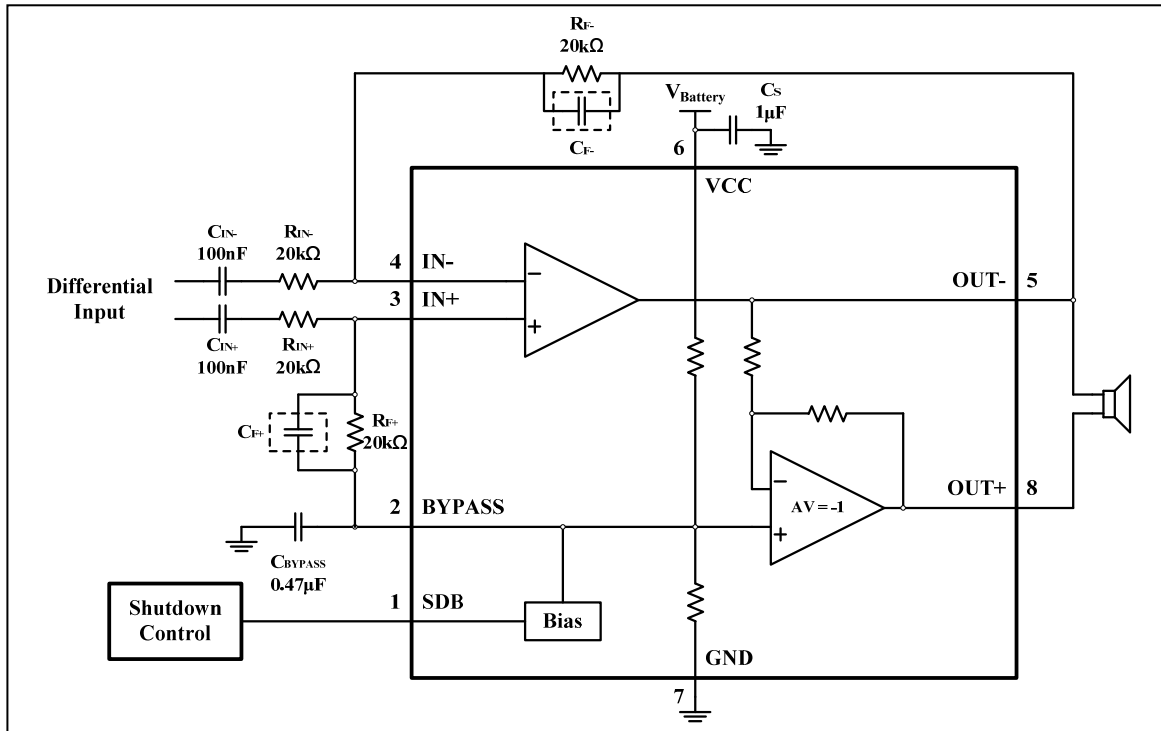 RF-
20kΩ
CF-
VBattery
CS
1µF
6
VCC
CIN-
100nF
RIN-
20kΩ
4
IN-
3
IN+
Differential
Input
CIN+
100nF
RIN+
20kΩ
−
+
OUT-
5
CF+
RF+
20kΩ
2
BYPASS
CBYPASS
0.47µF
−
AV = -1
+
OUT+
8
Shutdown
Control
1
SDB
Bias
GND
7